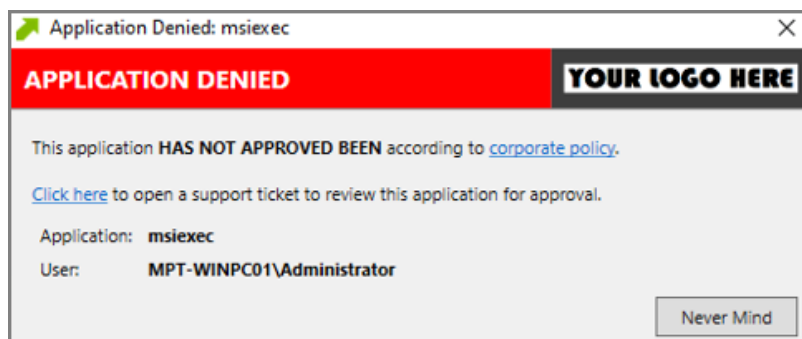 Application Denied: msiexec
APPLICATION DENIED
YOUR LOGO HERE
This application HAS NOT APPROVED BEEN according to corporate policy.
Click here to open a support ticket to review this application for approval.
Application: msiexec
User: MPT-WINPC01\Administrator
Never Mind